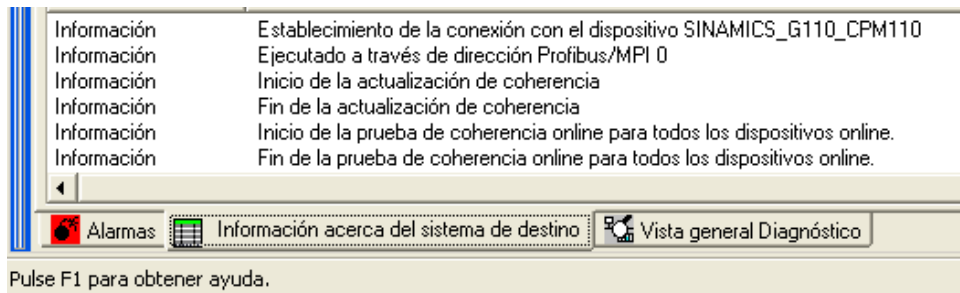 Información Establecimiento de la conexión con el dispositivo SINAMICS_G110_CPM110
Información Ejecutado a través de dirección Profibus/MPI 0
Información Inicio de la actualización de coherencia
Información Fin de la actualización de coherencia
Información Inicio de la prueba de coherencia online para todos los dispositivos online.
Información Fin de la prueba de coherencia online para todos los dispositivos online.
Alarmas Información acerca del sistema de destino Vista general Diagnóstico
Pulse F1 para obtener ayuda.